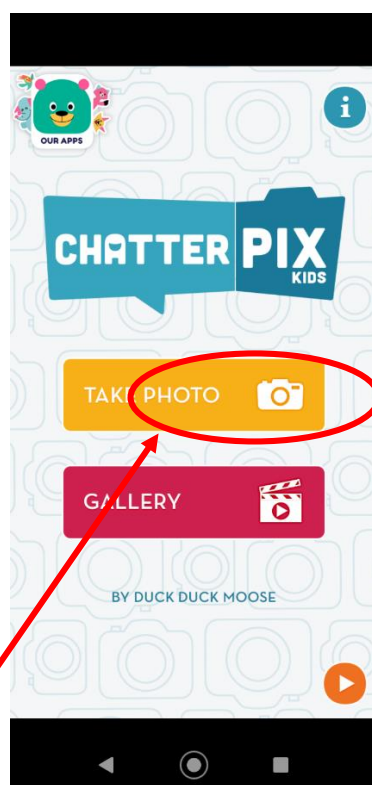 OUR APPS
i
CHATTER PIX
KIDS
TAKE PHOTO
GALLERY
BY DUCK DUCK MOOSE